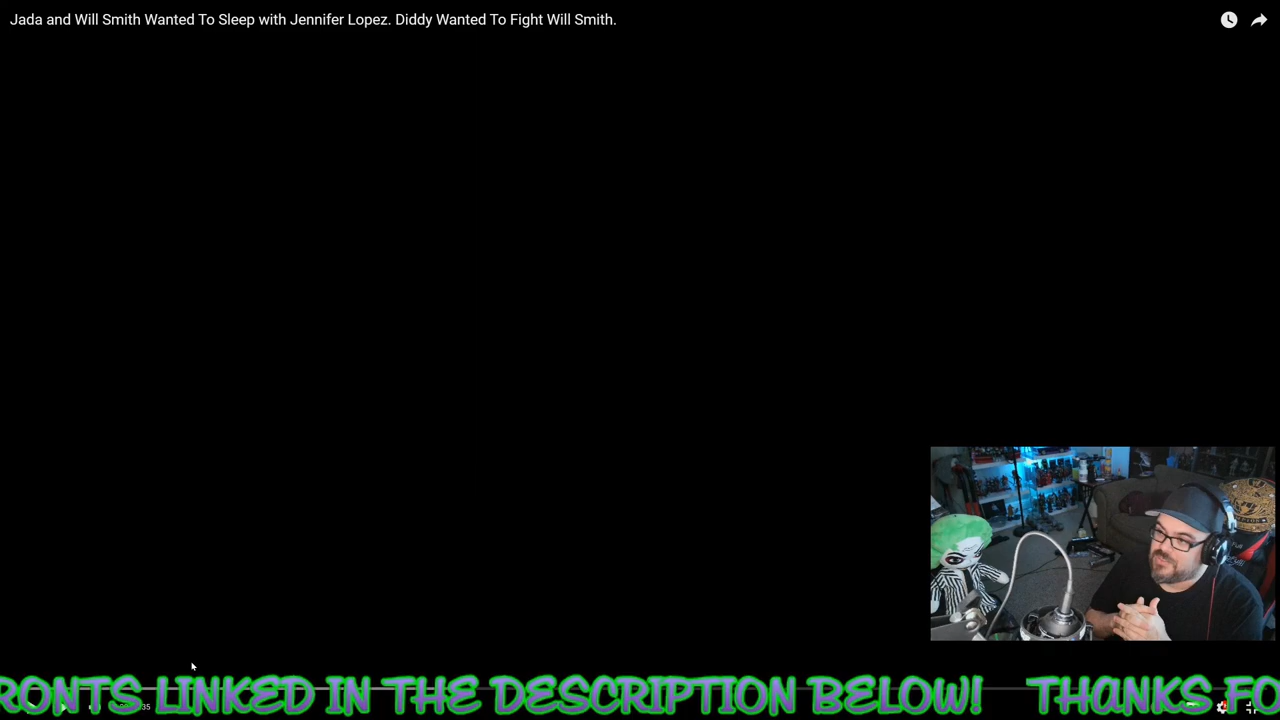 Jada and Will Smith Wanted To Sleep with Jennifer Lopez. Diddy Wanted To Fight Will Smith.
RONTS LINKED IN THE DESCRIPTION BELOW! THANKS FO